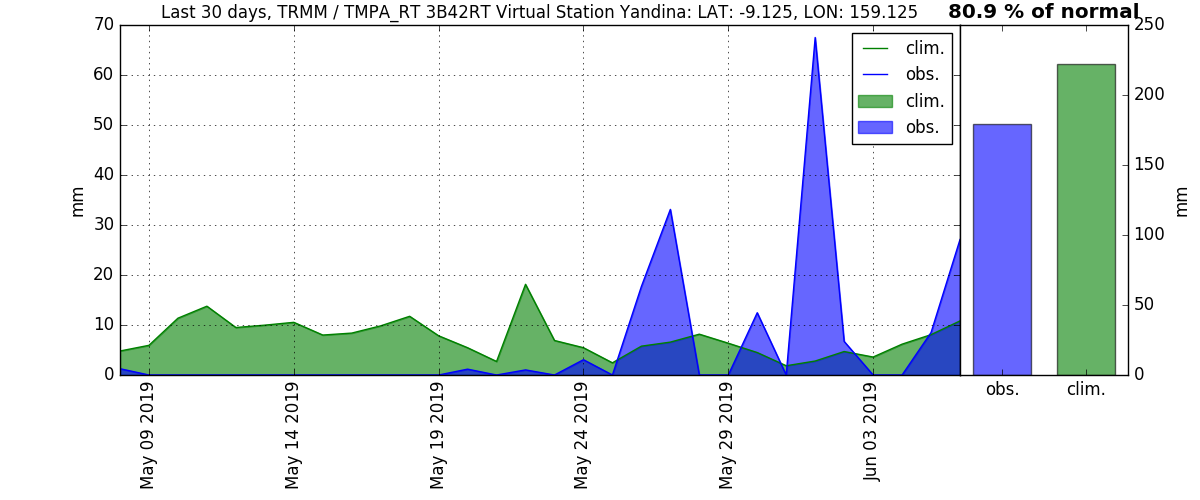 Last 30 days, TRMM / TMPA_RT 3B42RT Virtual Station Yandina: LAT: -9.125, LON: 159.125
80.9 % of normal
70
60
50
40
30
20
10
0
mm
clim.
obs.
clim.
obs.
250
200
150
100
50
0
mm
May 09 2019
May 14 2019
May 19 2019
May 24 2019
May 29 2019
Jun 03 2019
obs.
clim.